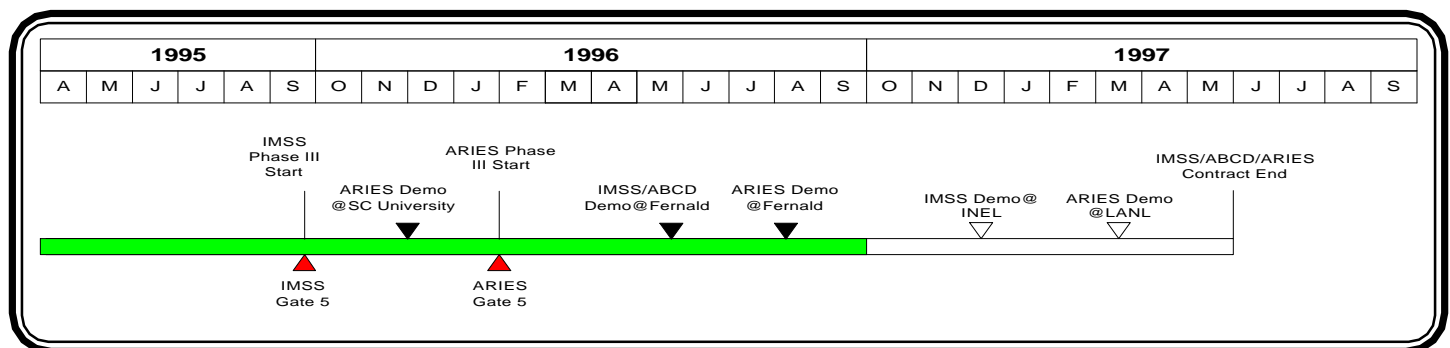 1995 1996 1997
A M J J A S O N D J F M A M J J A S O N D J F M A M J J A S
IMSS
Phase III
Start
ARIES Phase
III Start
IMSS/ABCD/ARIES
Contract End
ARIES Demo
@SC University
IMSS/ABCD
Demo@Fernald
ARIES Demo
@Fernald
IMSS Demo@
INEL
ARIES Demo
@LANL
IMSS
Gate 5
ARIES
Gate 5